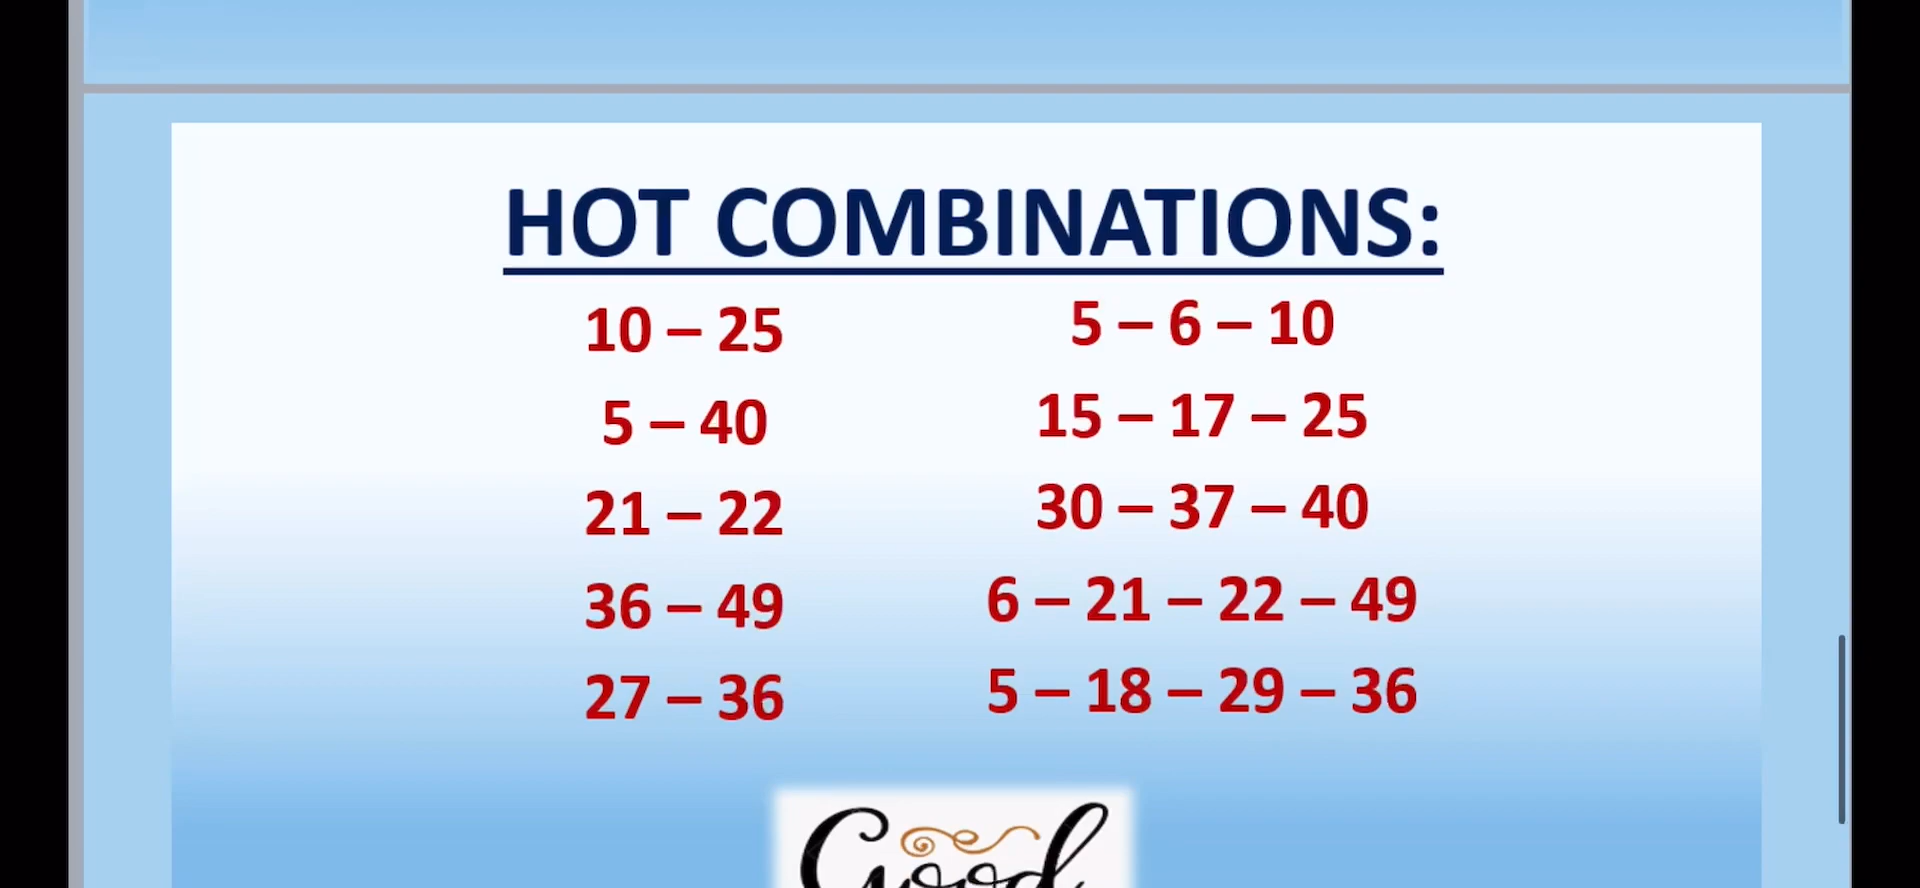 HOT COMBINATIONS:
10 – 25
5 – 40
21 – 22
36 – 49
27 – 36
5 – 6 – 10
15 – 17 – 25
30 – 37 – 40
6 – 21 – 22 – 49
5 – 18 – 29 – 36
Good